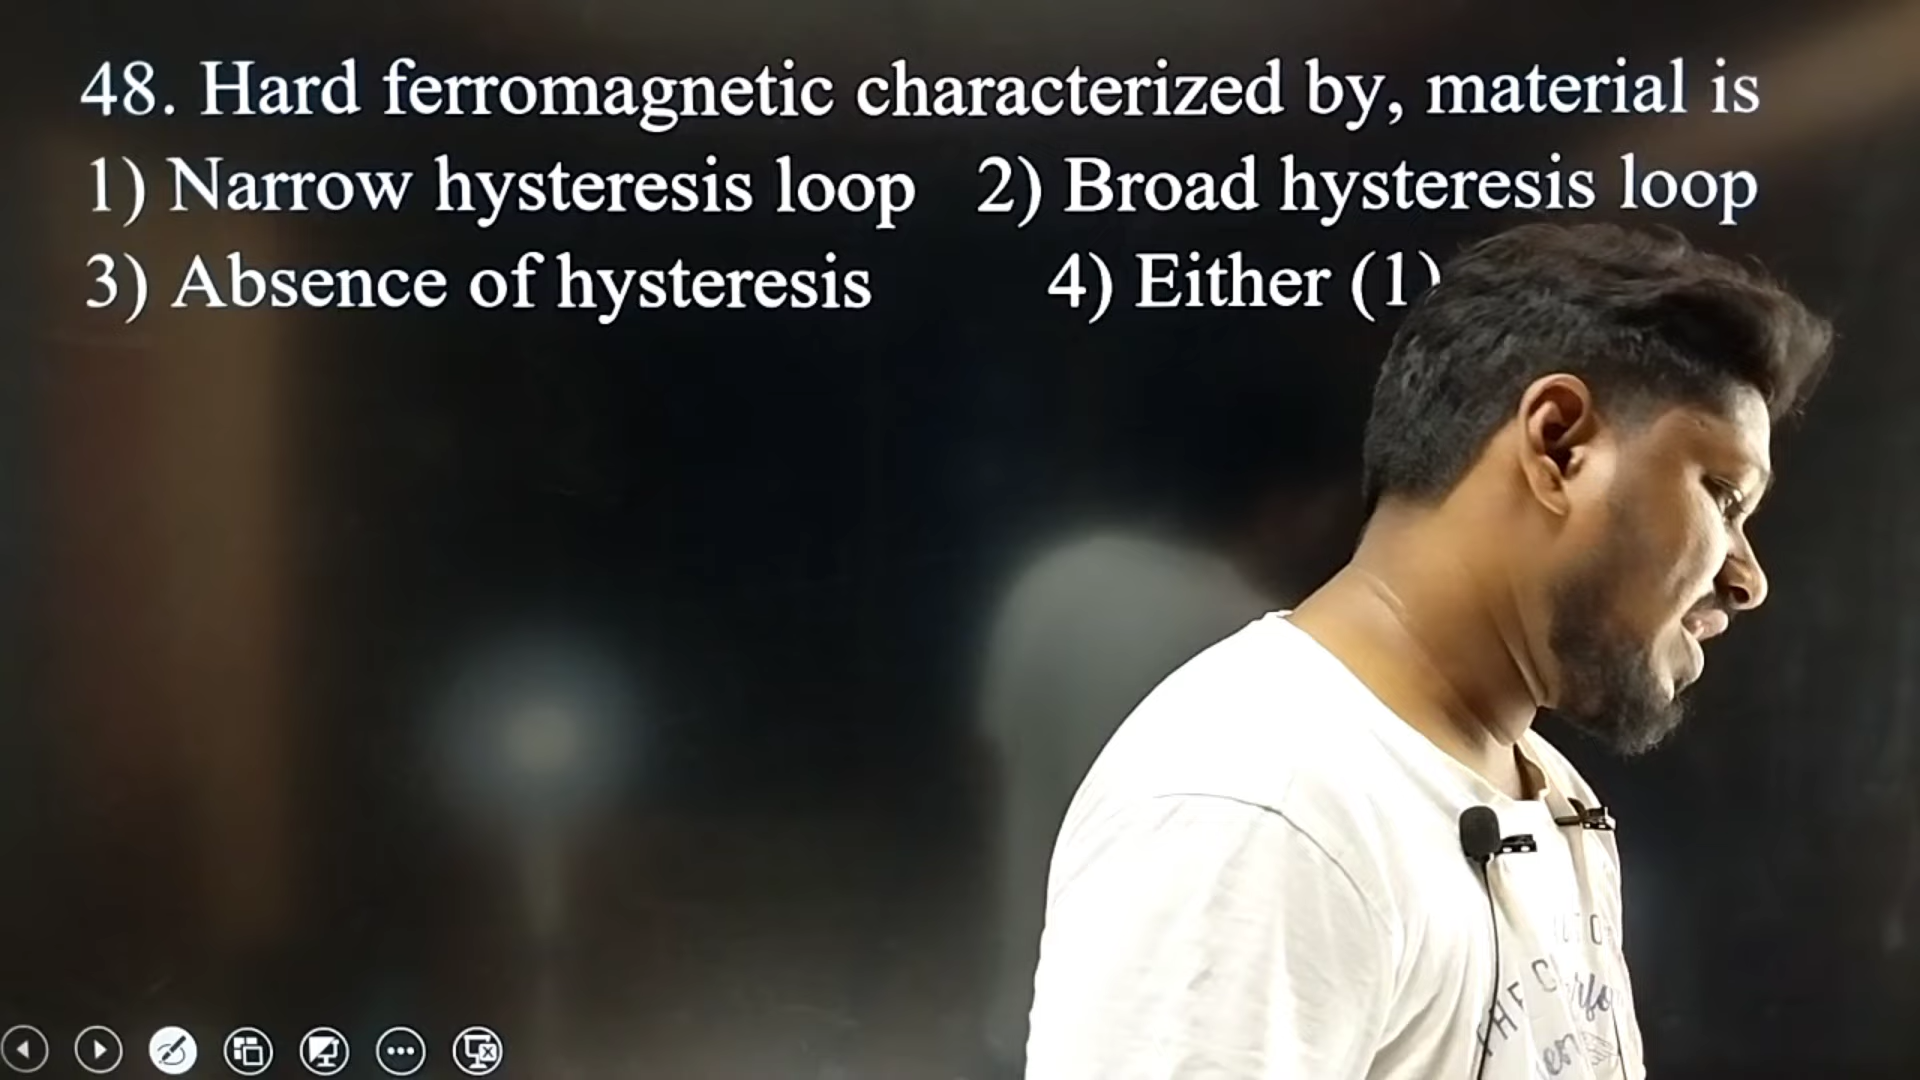 48. Hard ferromagnetic characterized by, material is
1) Narrow hysteresis loop 2) Broad hysteresis loop
3) Absence of hysteresis 4) Either (1)
THE